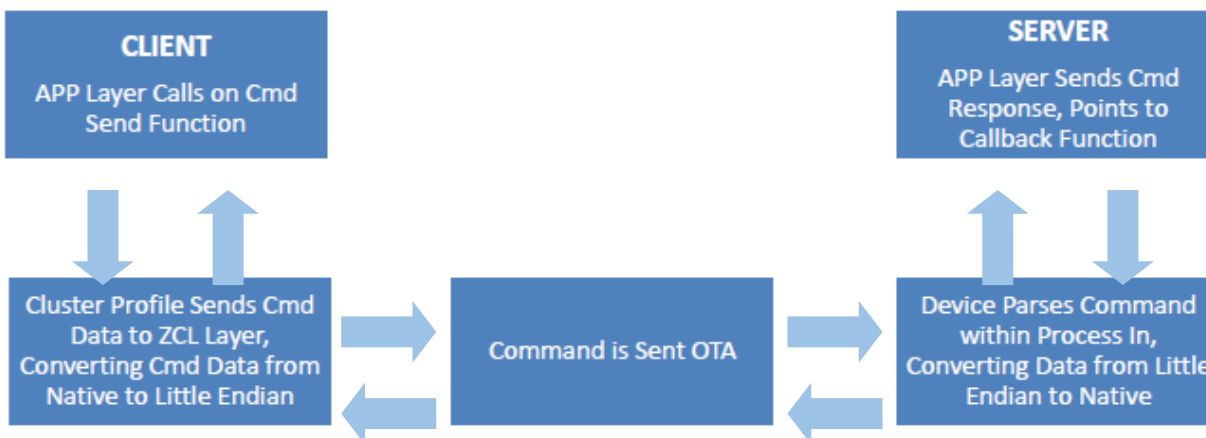 CLIENT
APP Layer Calls on Cmd
Send Function
SERVER
APP Layer Sends Cmd
Response, Points to
Callback Function
Cluster Profile Sends Cmd
Data to ZCL Layer,
Converting Cmd Data from
Native to Little Endian
Command is Sent OTA
Device Parses Command
within Process In,
Converting Data from Little
Endian to Native